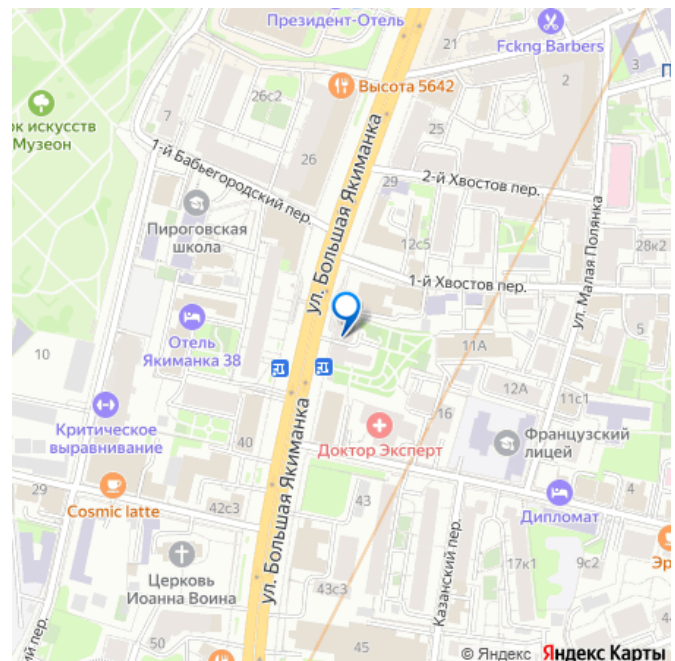 Президент-Отель
21
Fckng Barbers
3
2
26с2
Высота 5642
ок искусств
Музеон
7
25
26
1-й Бабьегородский пер.
ул. Большая Якиманка
29
2-й Хвостов пер.
Пироговская
школа
12с5
28к2
1-й Хвостов пер.
ул. Малая Полянка
Отель
Якиманка 38
5
10
11А
12А
11с1
16
Критическое
выравнивание
40
Доктор Эксперт
Французский
лицей
ул. Большая Якиманка
29
Cosmic latte
42с3
43
Дипломат
4
Казанский пер.
Церковь
Иоанна Воина
17к1
9с2
Эр
43с3
пер.
50
45
© Яндекс Яндекс Карты